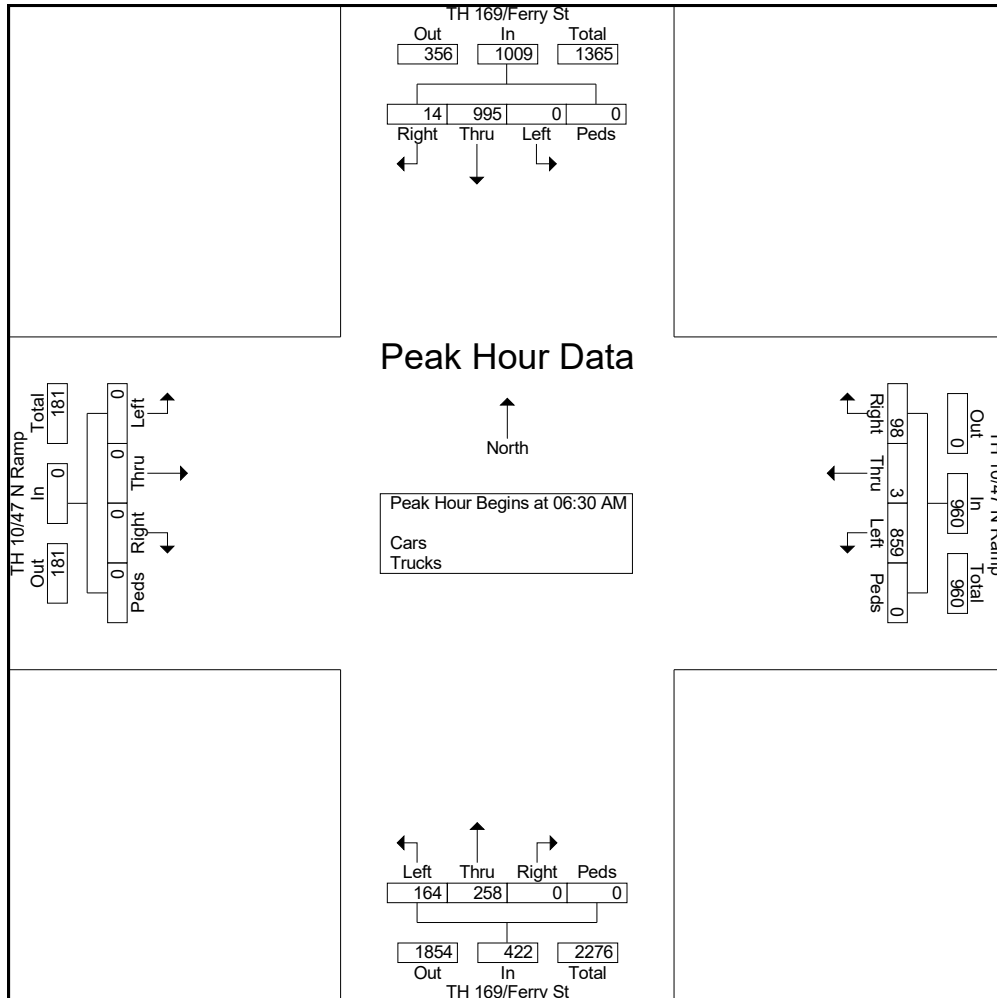 TH 169/Ferry St
Out In Total
356 1009 1365
14 995 0 0
Right Thru Left Peds
Peak Hour Data
North
Peak Hour Begins at 06:30 AM
Cars
Trucks
TH 10/47 N Ramp
Out In Total
181 0 181
0 0 0 0
Left Thru Right Peds
TH 10/47 N Ramp
Out In Total
0 960 960
98 3 859 0
Right Thru Left Peds
Left Thru Right Peds
164 258 0 0
1854 422 2276
Out In Total
TH 169/Ferry St